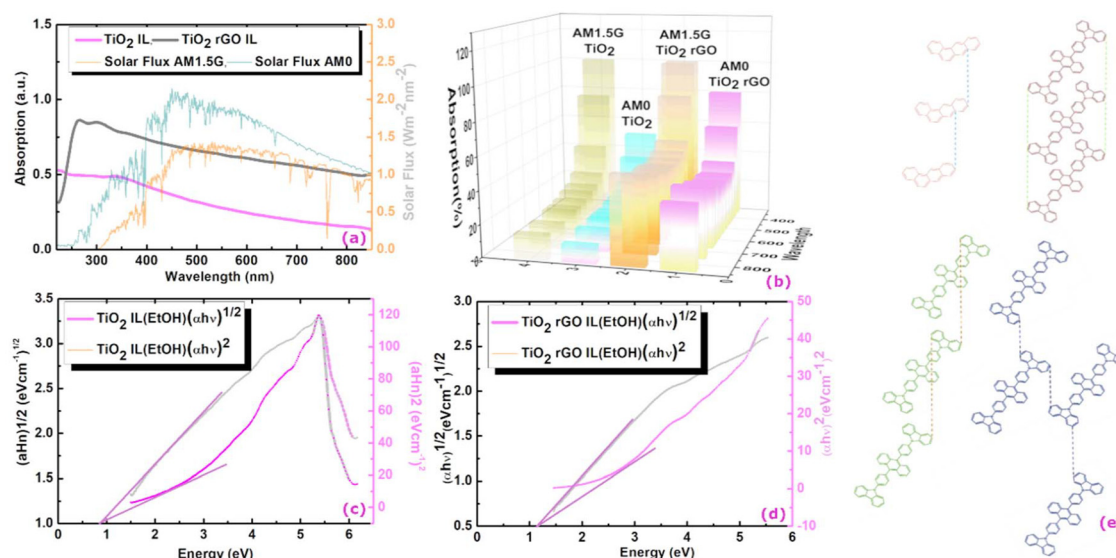 1.5
1.0
0.5
0.0
Absorption (a.u.)
TiO2 IL, TiO2 rGO IL
Solar Flux AM1.5G, Solar Flux AM0
3.0
2.5
2.0
1.5
1.0
0.5
0.0
Solar Flux (Wm-2nm-2)
(a)
200 300 400 500 600 700 800
Wavelength (nm)
120
100
80
60
40
20
Absorption(%)
AM1.5G
TiO2
AM0
TiO2
AM1.5G
TiO2 rGO
AM0
TiO2 rGO
400
500
600
700
800
Wavelength
4 3 2 1 0
(b)
3.5
3.0
2.5
2.0
1.5
1.0
(aHn)1/2 (eVcm-1)1/2
TiO2 IL(EtOH)(αhν)1/2
TiO2 IL(EtOH)(αhν)2
120
100
80
60
40
20
0
(aHn)2 (eVcm-1)2
(c)
0 1 2 3 4 5 6
Energy (eV)
3.0
2.5
2.0
1.5
1.0
0.5
(αhν)1/2(eVcm-1)1/2
TiO2 rGO IL(EtOH)(αhν)1/2
TiO2 rGO IL(EtOH)(αhν)2
50
40
30
20
10
0
-10
(αhν)2(eVcm-1)2
(d)
0 1 2 3 4 5 6
Energy (eV)
(e)